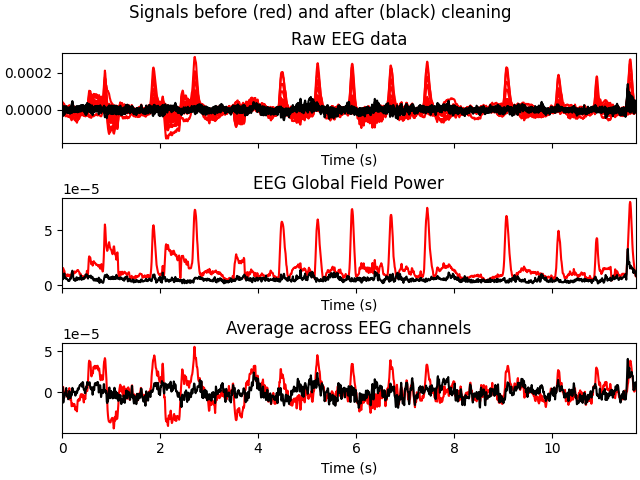 Signals before (red) and after (black) cleaning
Raw EEG data
0.0002
0.0000
Time (s)
EEG Global Field Power
1e−5
5
0
Time (s)
Average across EEG channels
1e−5
5
0
0 2 4 6 8 10
Time (s)